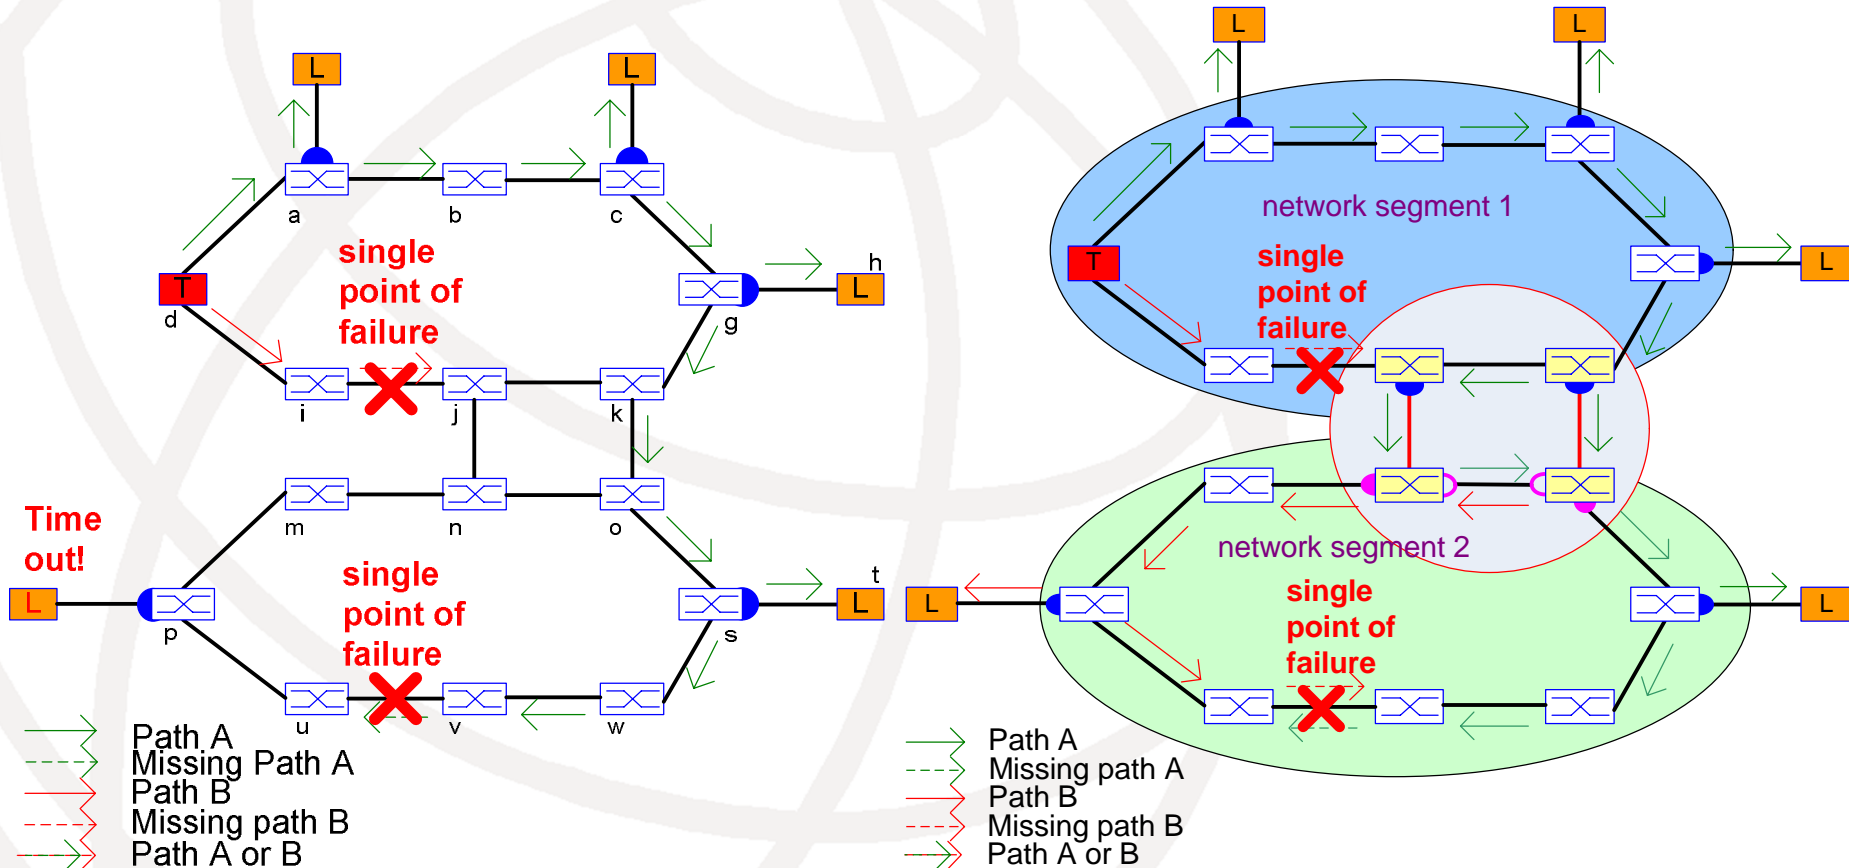 L
L
a
b
c
single
point of
failure
h
T
L
d
g
i
j
k
m
n
o
Time
out!
single
point of
failure
t
L
L
p
s
u
v
w
Path A
Missing Path A
Path B
Missing path B
Path A or B
L
L
network segment 1
single
point of
failure
T
L
network segment 2
single
point of
failure
L
L
Path A
Missing path A
Path B
Missing path B
Path A or B